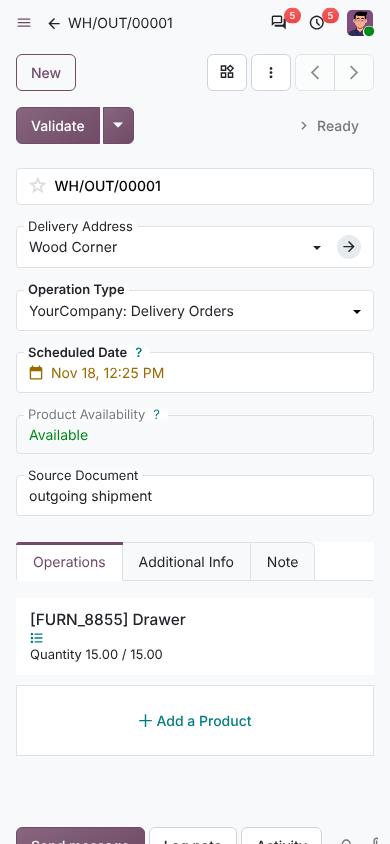 WH/OUT/00001
5
5
New
Validate
Ready
WH/OUT/00001
Delivery Address
Wood Corner
Operation Type
YourCompany: Delivery Orders
Scheduled Date ?
Nov 18, 12:25 PM
Product Availability ?
Available
Source Document
outgoing shipment
Operations
Additional Info
Note
[FURN_8855] Drawer
Quantity 15.00 / 15.00
Add a Product
Send message
Log note
Activity